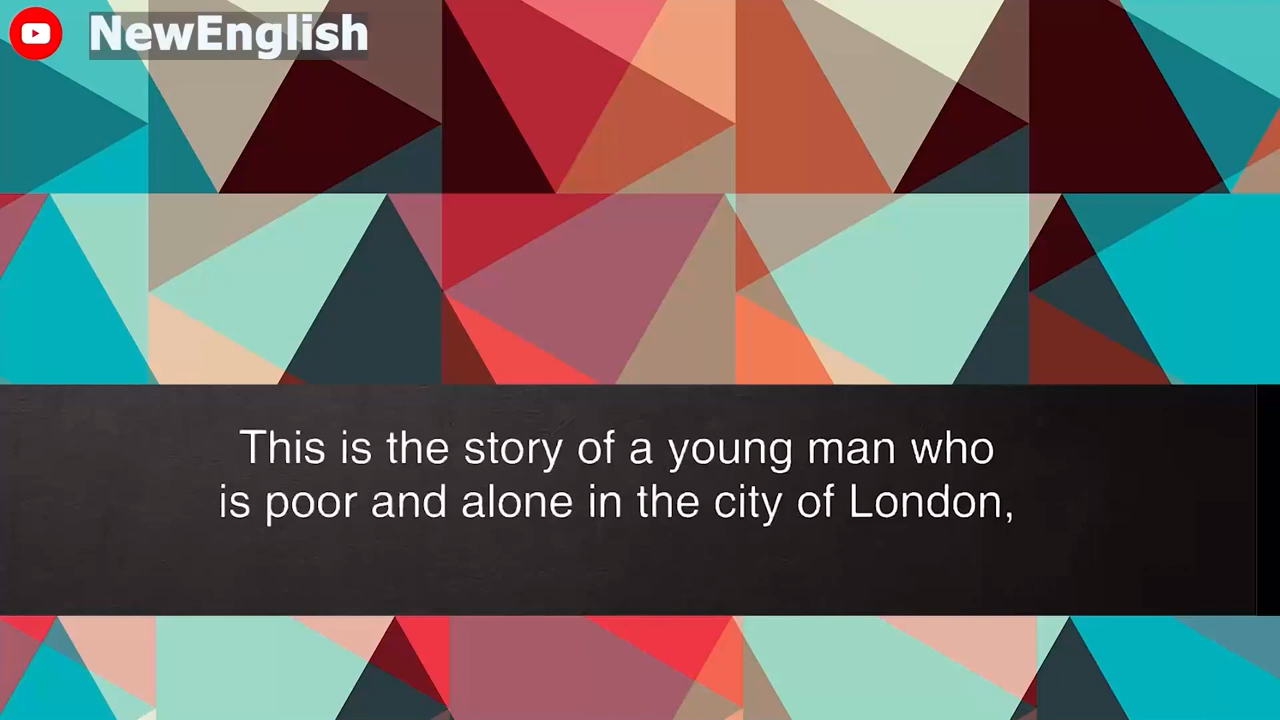 NewEnglish
This is the story of a young man who
is poor and alone in the city of London,